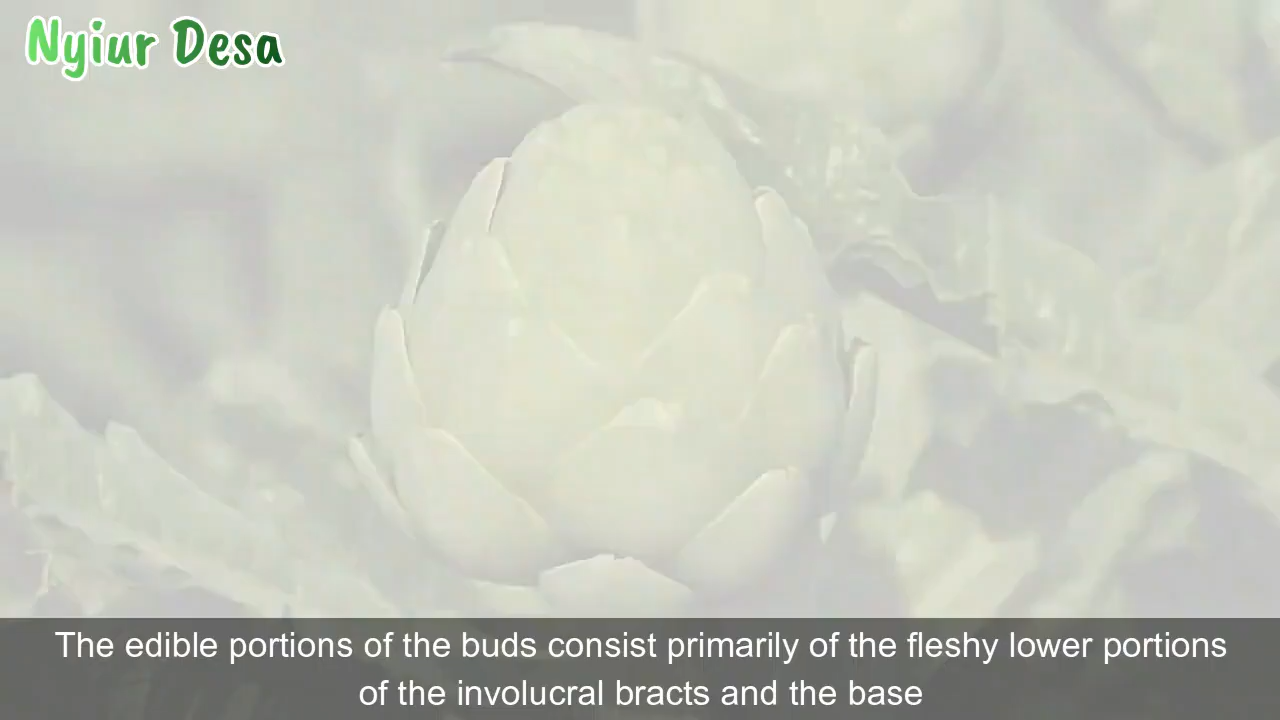 Nyiur Desa
The edible portions of the buds consist primarily of the fleshy lower portions
of the involucral bracts and the base